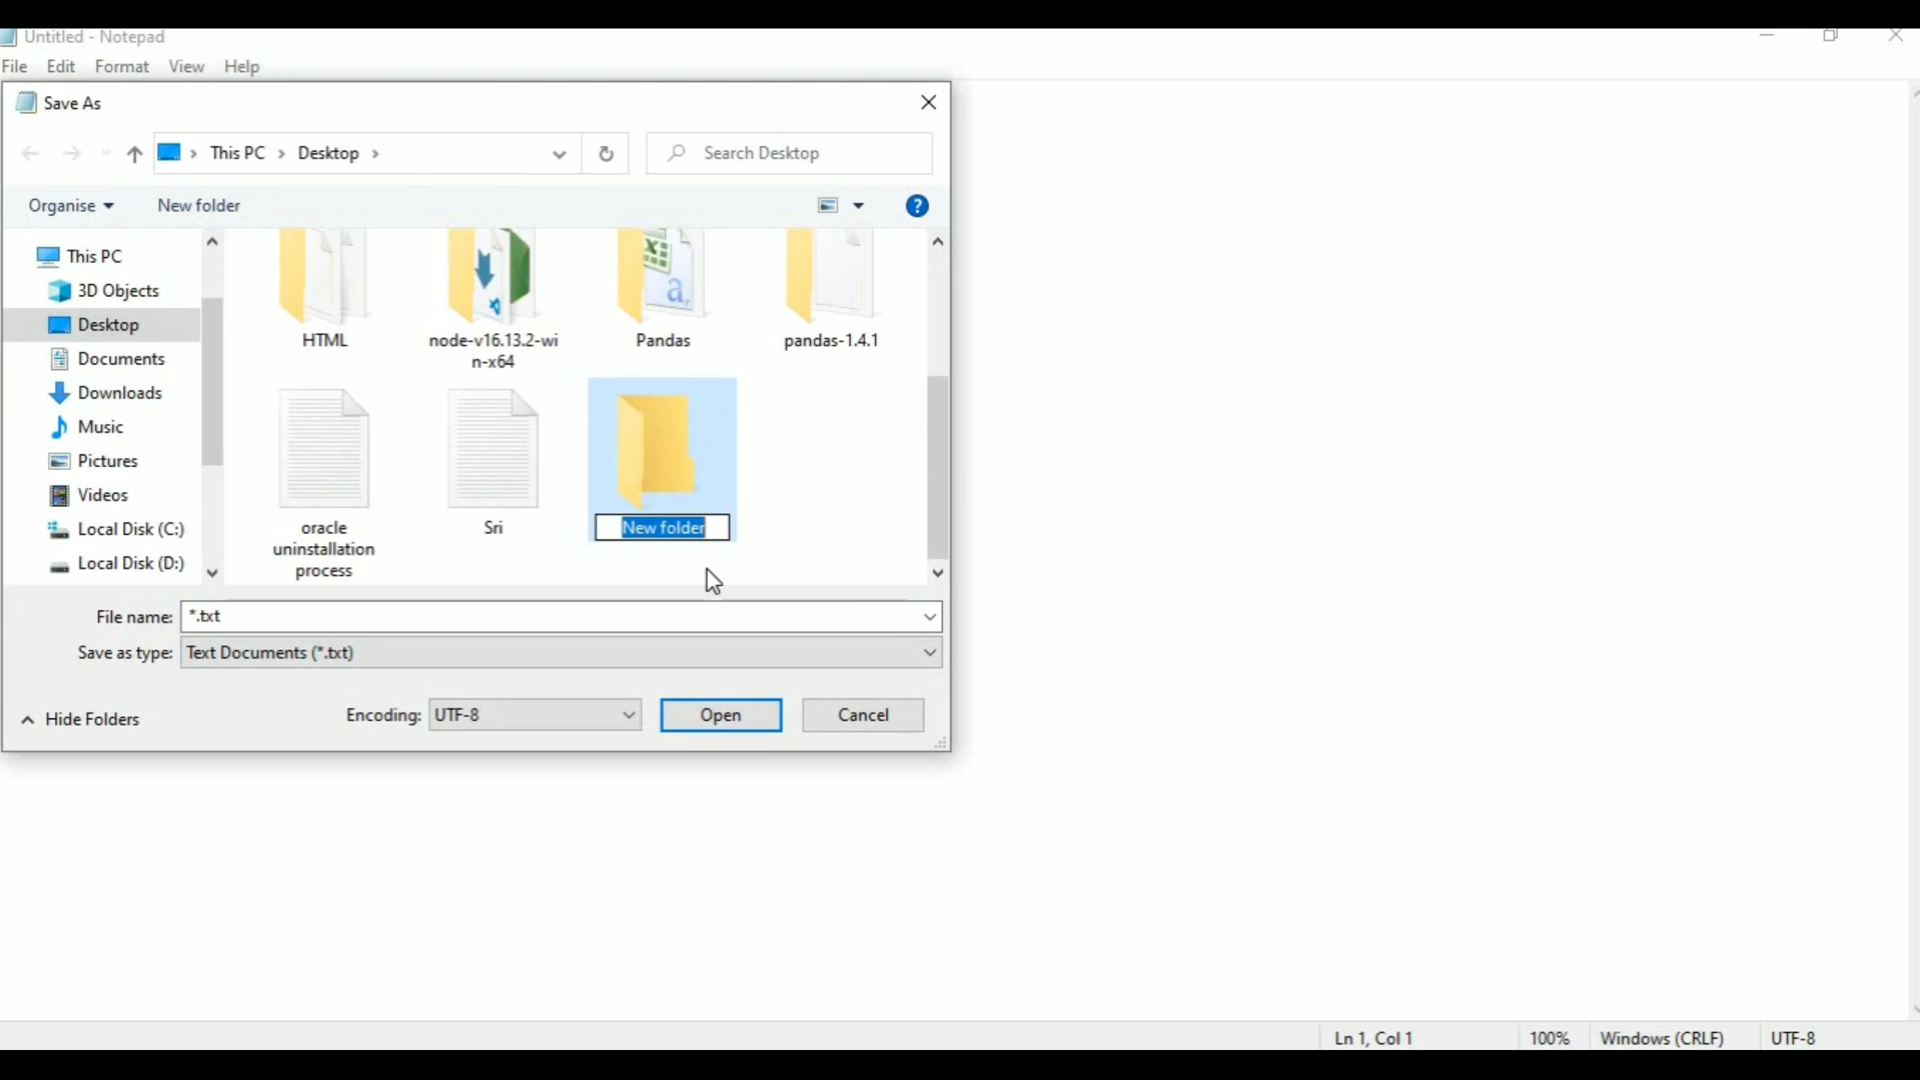 Untitled - Notepad
File Edit Format View Help
Save As
This PC Desktop
Search Desktop
Organise New folder
This PC
3D Objects
Desktop
Documents
Downloads
Music
Pictures
Videos
Local Disk (C:)
Local Disk (D:)
HTML
node-v16.13.2-wi
n-x64
Pandas
pandas-1.4.1
oracle
uninstallation
process
Sri
New folder
File name: *.txt
Save as type: Text Documents (*.txt)
Hide Folders
Encoding: UTF-8
Open
Cancel
Ln 1, Col 1
100%
Windows (CRLF)
UTF-8